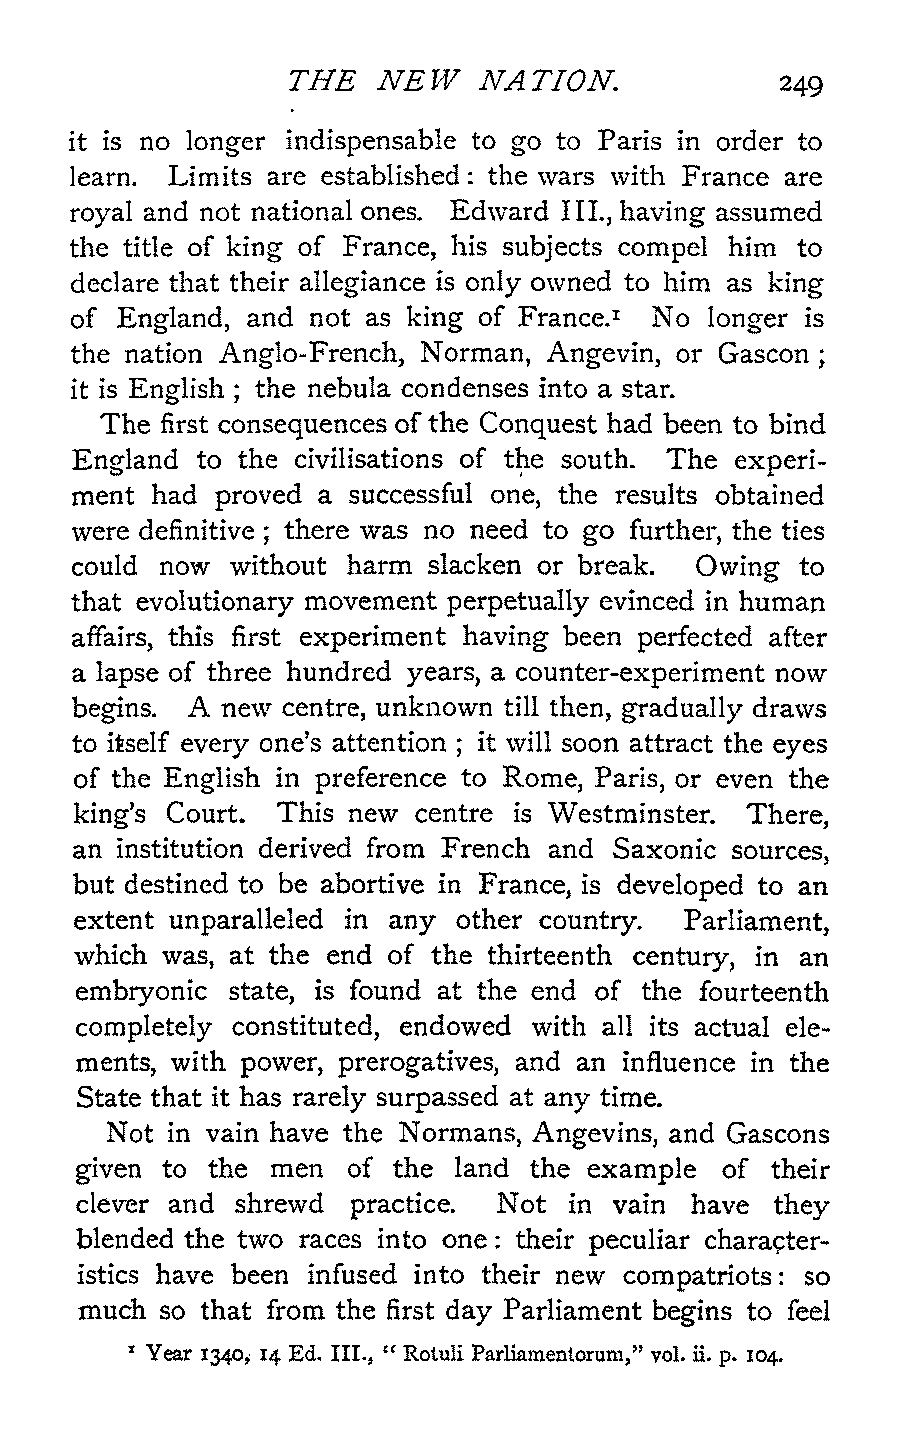 THE NEW NATION. 249
it is no longer indispensable to go to Paris in order to
learn. Limits are established: the wars with France are
royal and not national ones. Edward III., having assumed
the title of king of France, his subjects compel him to
declare that their allegiance is only owned to him as king
of England, and not as king of France.¹ No longer is
the nation Anglo-French, Norman, Angevin, or Gascon ;
it is English ; the nebula condenses into a star.
The first consequences of the Conquest had been to bind
England to the civilisations of the south. The experi-
ment had proved a successful one, the results obtained
were definitive ; there was no need to go further, the ties
could now without harm slacken or break. Owing to
that evolutionary movement perpetually evinced in human
affairs, this first experiment having been perfected after
a lapse of three hundred years, a counter-experiment now
begins. A new centre, unknown till then, gradually draws
to itself every one's attention ; it will soon attract the eyes
of the English in preference to Rome, Paris, or even the
king's Court. This new centre is Westminster. There,
an institution derived from French and Saxonic sources,
but destined to be abortive in France, is developed to an
extent unparalleled in any other country. Parliament,
which was, at the end of the thirteenth century, in an
embryonic state, is found at the end of the fourteenth
completely constituted, endowed with all its actual ele-
ments, with power, prerogatives, and an influence in the
State that it has rarely surpassed at any time.
Not in vain have the Normans, Angevins, and Gascons
given to the men of the land the example of their
clever and shrewd practice. Not in vain have they
blended the two races into one : their peculiar character-
istics have been infused into their new compatriots : so
much so that from the first day Parliament begins to feel
¹ Year 1340, 14 Ed. III., "Rotuli Parliamentorum," vol. ii. p. 104.